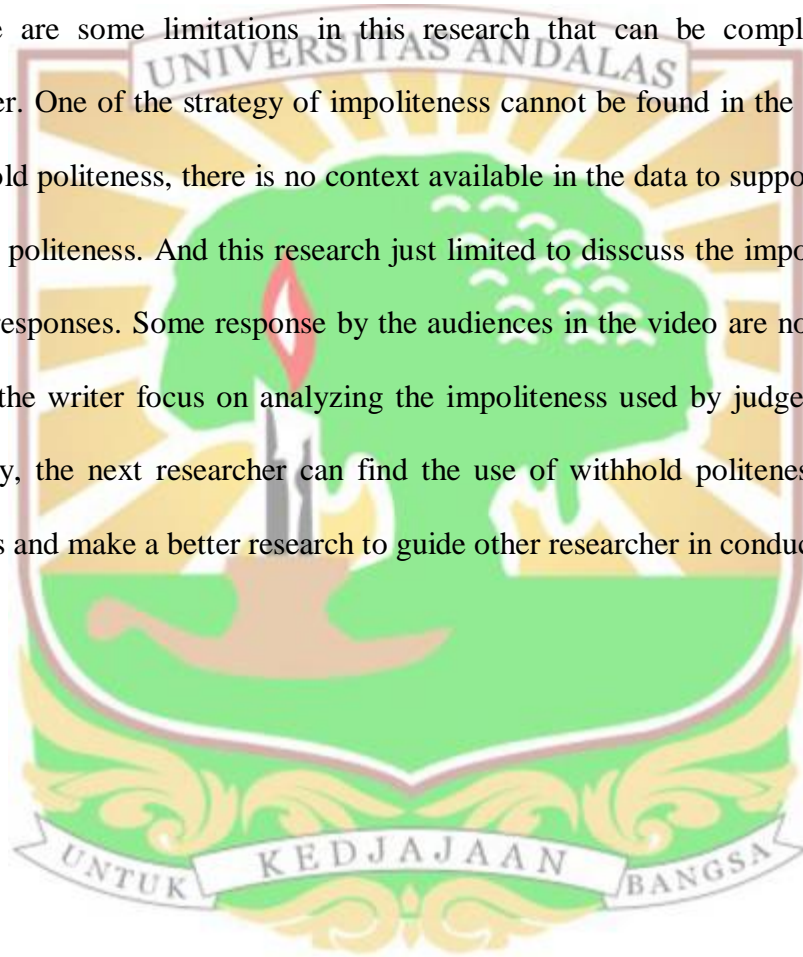 e are some limitations in this research that can be compl
UNIVERSITAS ANDALAS
er. One of the strategy of impoliteness cannot be found in the
old politeness, there is no context available in the data to suppo
politeness. And this research just limited to disscuss the impo
responses. Some response by the audiences in the video are no
the writer focus on analyzing the impoliteness used by judge
y, the next researcher can find the use of withhold politenes
s and make a better research to guide other researcher in conduc
UNTUK KEDJAJAAN BANGSA